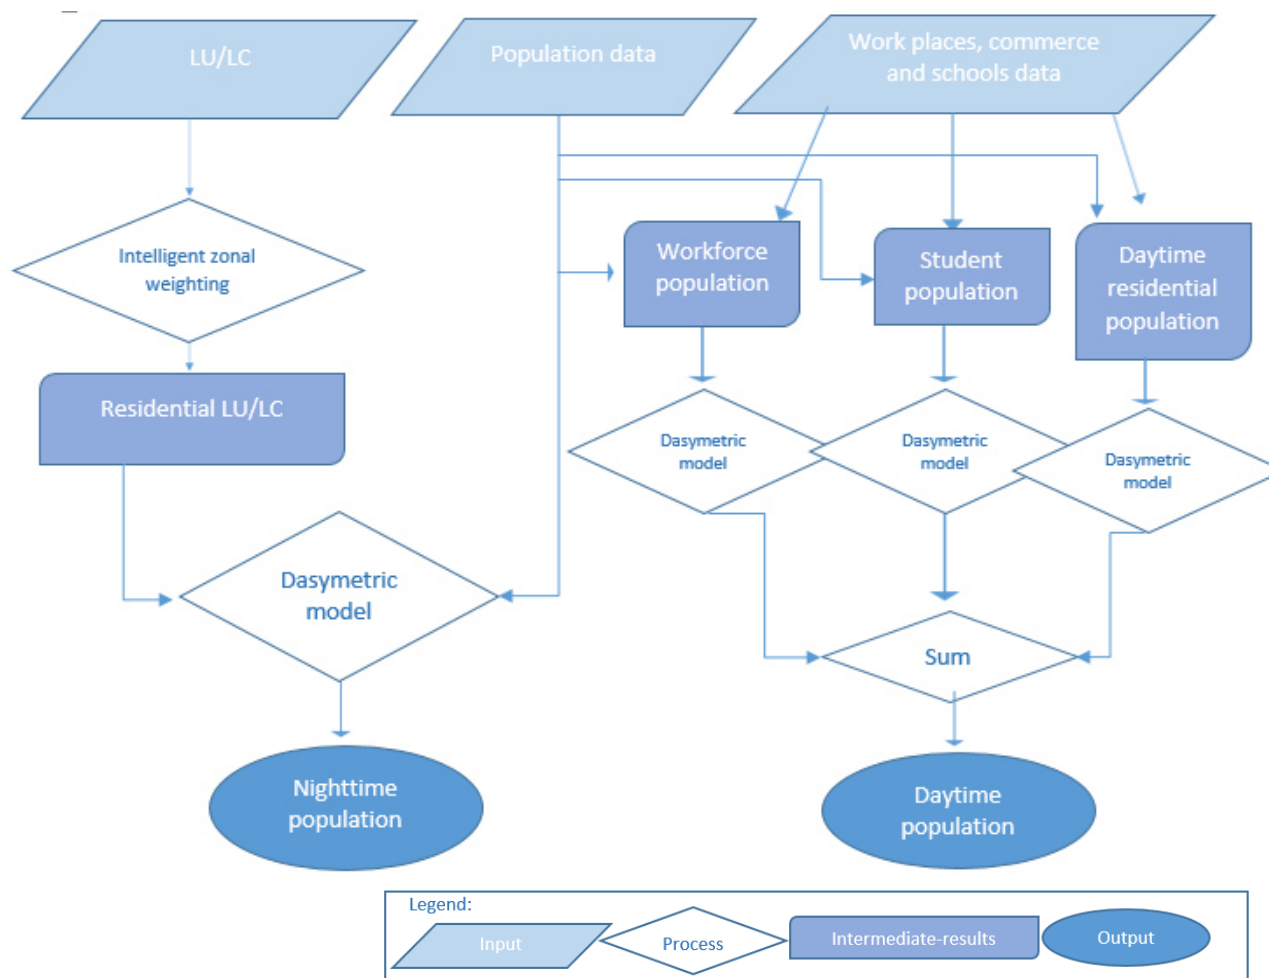 LU/LC
Population data
Work places, commerce
and schools data
Intelligent zonal
weighting
Workforce
population
Student
population
Daytime
residential
population
Residential LU/LC
Dasymetric
model
Dasymetric
model
Dasymetric
model
Dasymetric
model
Sum
Nighttime
population
Daytime
population
Legend:
Input
Process
Intermediate-results
Output